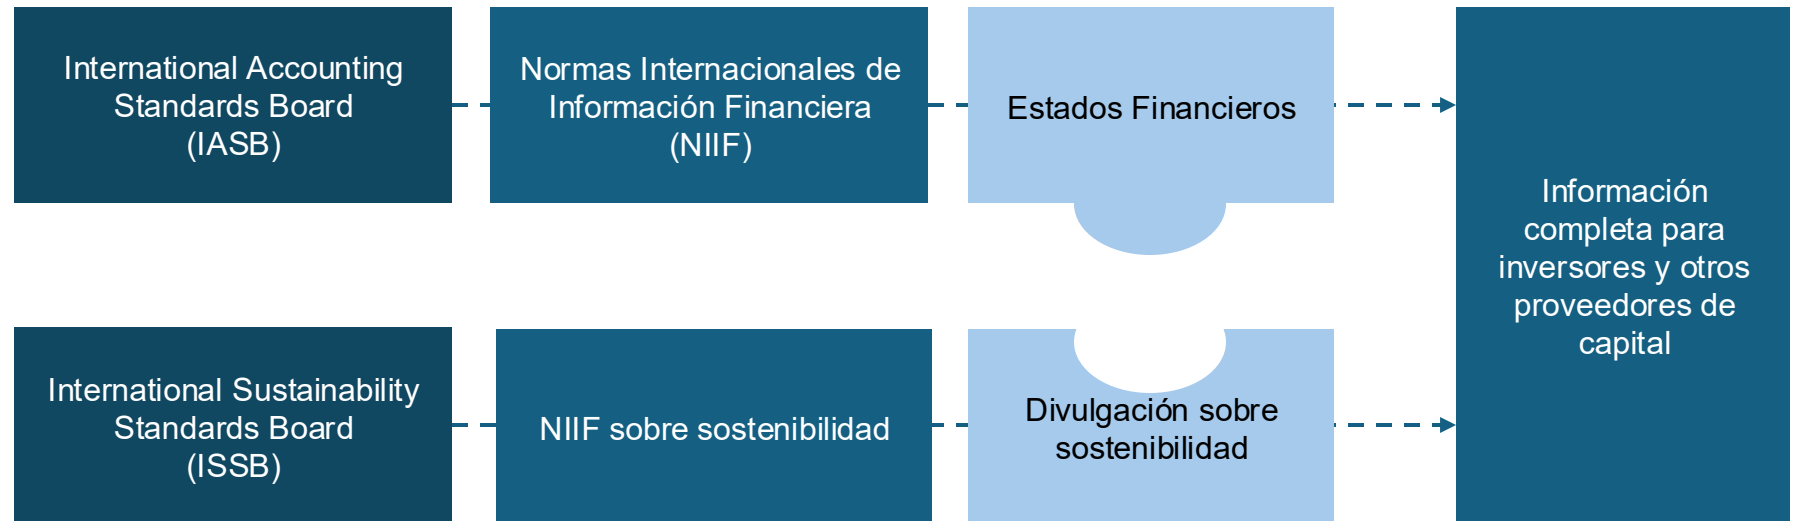 International Accounting
Standards Board
(IASB)
Normas Internacionales de
Información Financiera
(NIIF)
Estados Financieros
Información
completa para
inversores y otros
proveedores de
capital
International Sustainability
Standards Board
(ISSB)
NIIF sobre sostenibilidad
Divulgación sobre
sostenibilidad